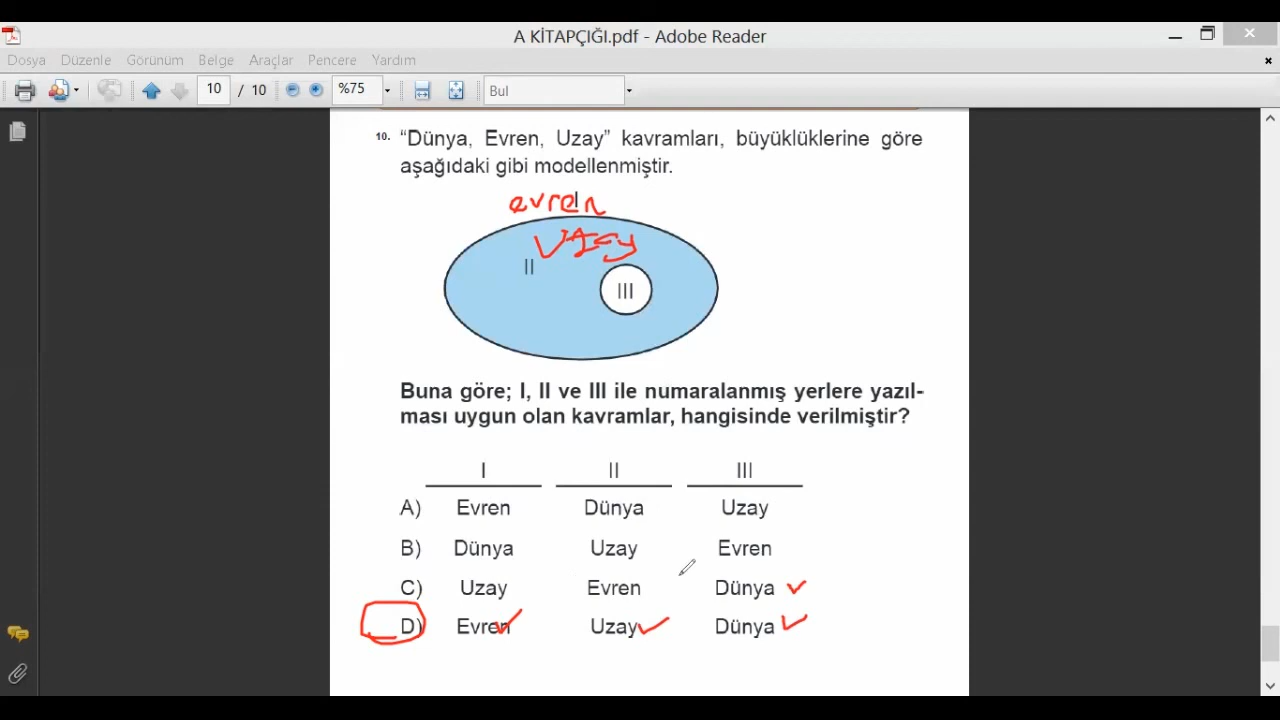 A KİTAPÇIĞI.pdf - Adobe Reader
Dosya Düzenle Görünüm Belge Araçlar Pencere Yardım
10 / 10 %75 Bul
10. “Dünya, Evren, Uzay” kavramları, büyüklüklerine göre
aşağıdaki gibi modellenmiştir.
evren
I
Uzay
II
III
Buna göre; I, II ve III ile numaralanmış yerlere yazıl-
ması uygun olan kavramlar, hangisinde verilmiştir?
I II III
A) Evren Dünya Uzay
B) Dünya Uzay Evren
C) Uzay Evren Dünya
D) Evren Uzay Dünya